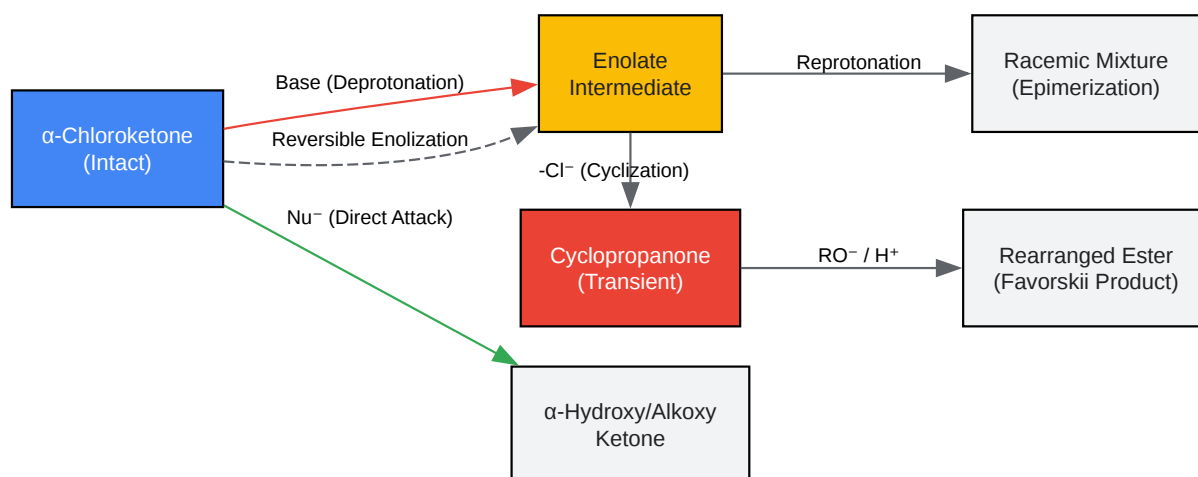 α-Chloroketone
(Intact)
Base (Deprotonation)
Reversible Enolization
Nu⁻ (Direct Attack)
Enolate
Intermediate
Reprotonation
Racemic Mixture
(Epimerization)
-Cl⁻ (Cyclization)
Cyclopropanone
(Transient)
RO⁻ / H⁺
Rearranged Ester
(Favorskii Product)
α-Hydroxy/Alkoxy
Ketone